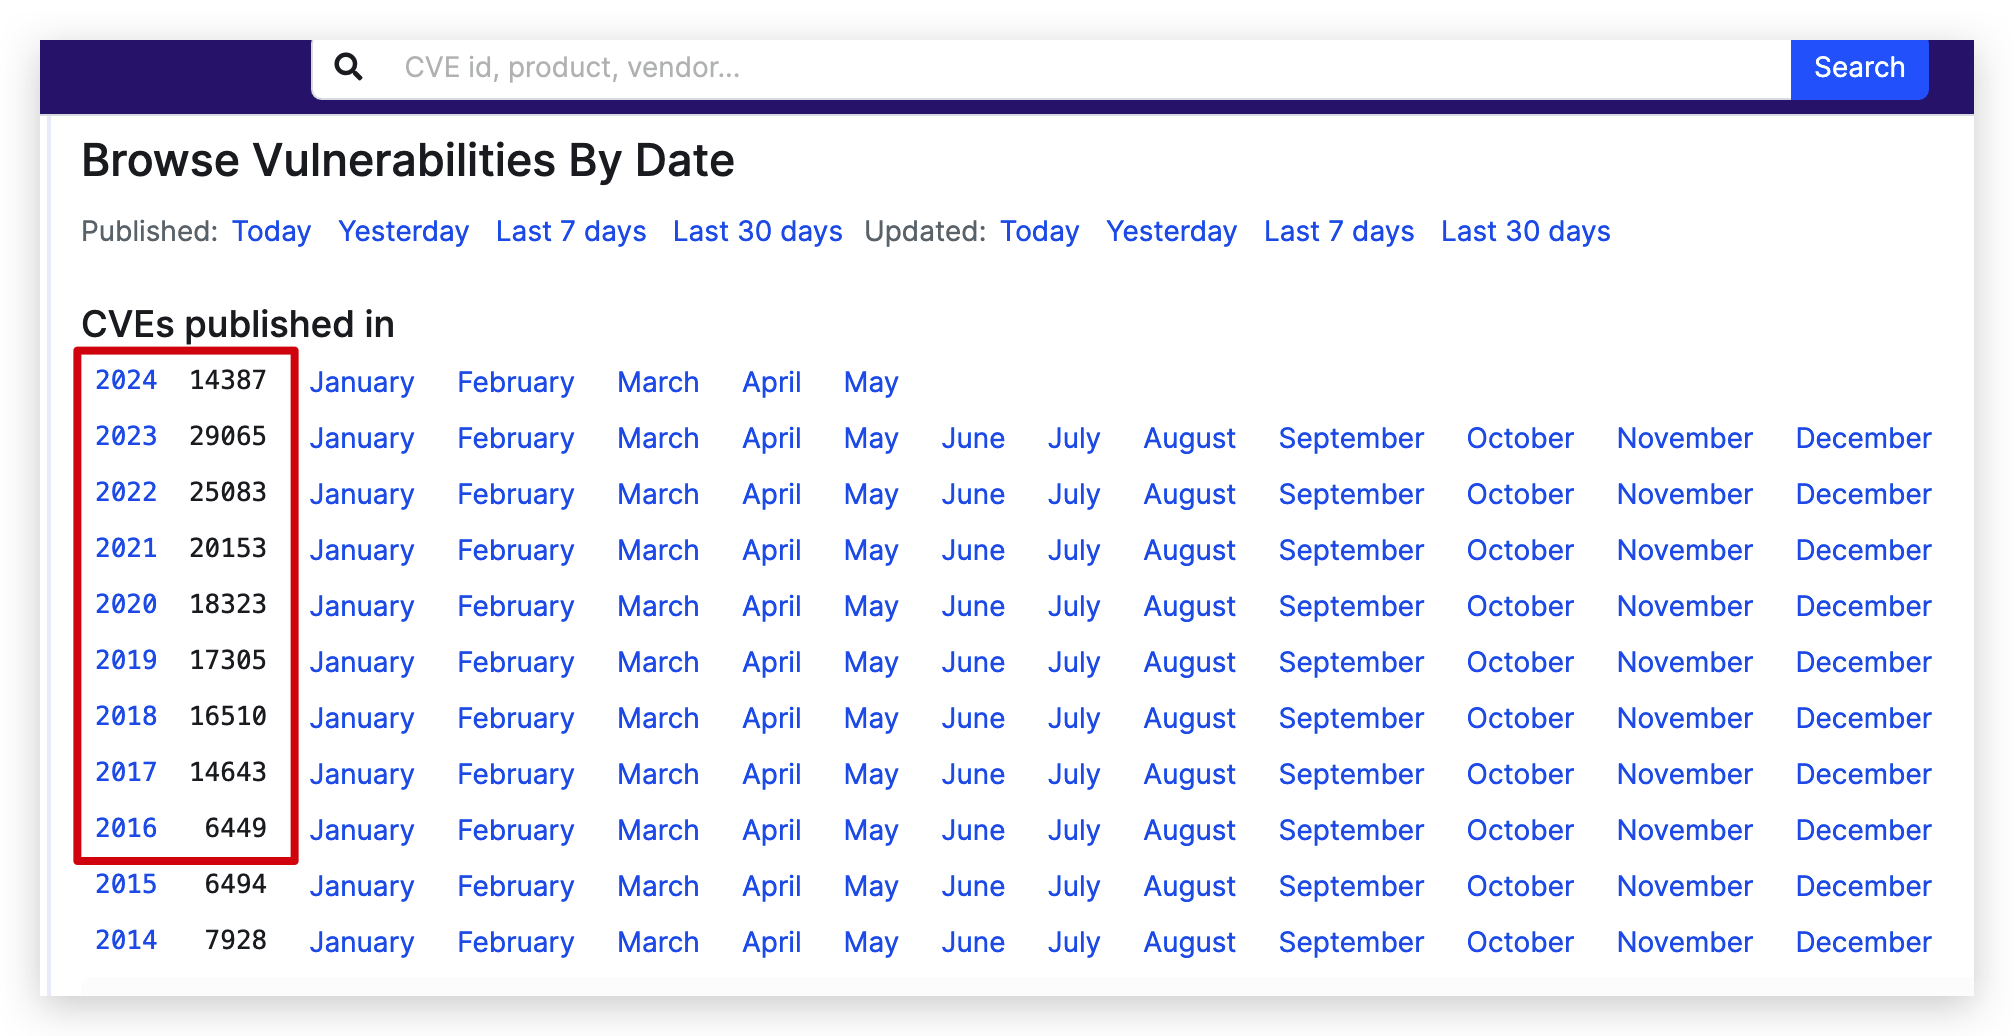 CVE id, product, vendor... Search
Browse Vulnerabilities By Date
Published: Today Yesterday Last 7 days Last 30 days Updated: Today Yesterday Last 7 days Last 30 days
CVEs published in
2024 14387 January February March April May
2023 29065 January February March April May June July August September October November December
2022 25083 January February March April May June July August September October November December
2021 20153 January February March April May June July August September October November December
2020 18323 January February March April May June July August September October November December
2019 17305 January February March April May June July August September October November December
2018 16510 January February March April May June July August September October November December
2017 14643 January February March April May June July August September October November December
2016 6449 January February March April May June July August September October November December
2015 6494 January February March April May June July August September October November December
2014 7928 January February March April May June July August September October November December